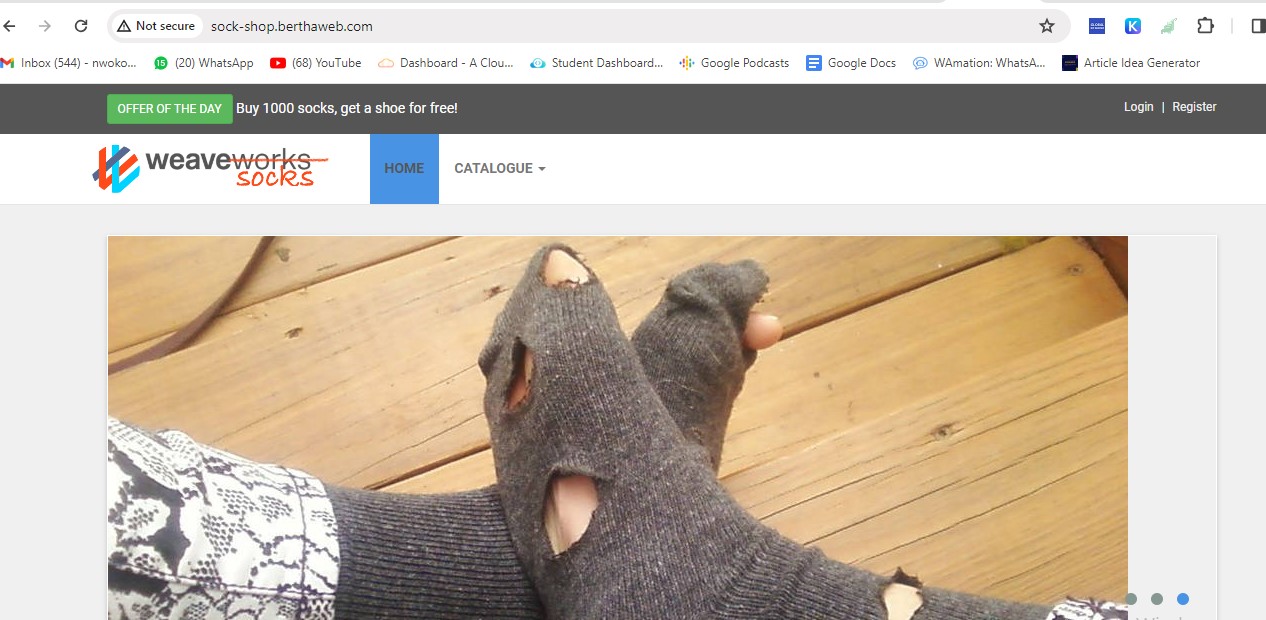 Not secure sock-shop.berthaweb.com
Inbox (544) - nwoko... 15 (20) WhatsApp (68) YouTube Dashboard - A Clou... Student Dashboard... Google Podcasts Google Docs WAmation: WhatsA... Article Idea Generator
OFFER OF THE DAY Buy 1000 socks, get a shoe for free! Login | Register
weaveworks
socks
HOME CATALOGUE